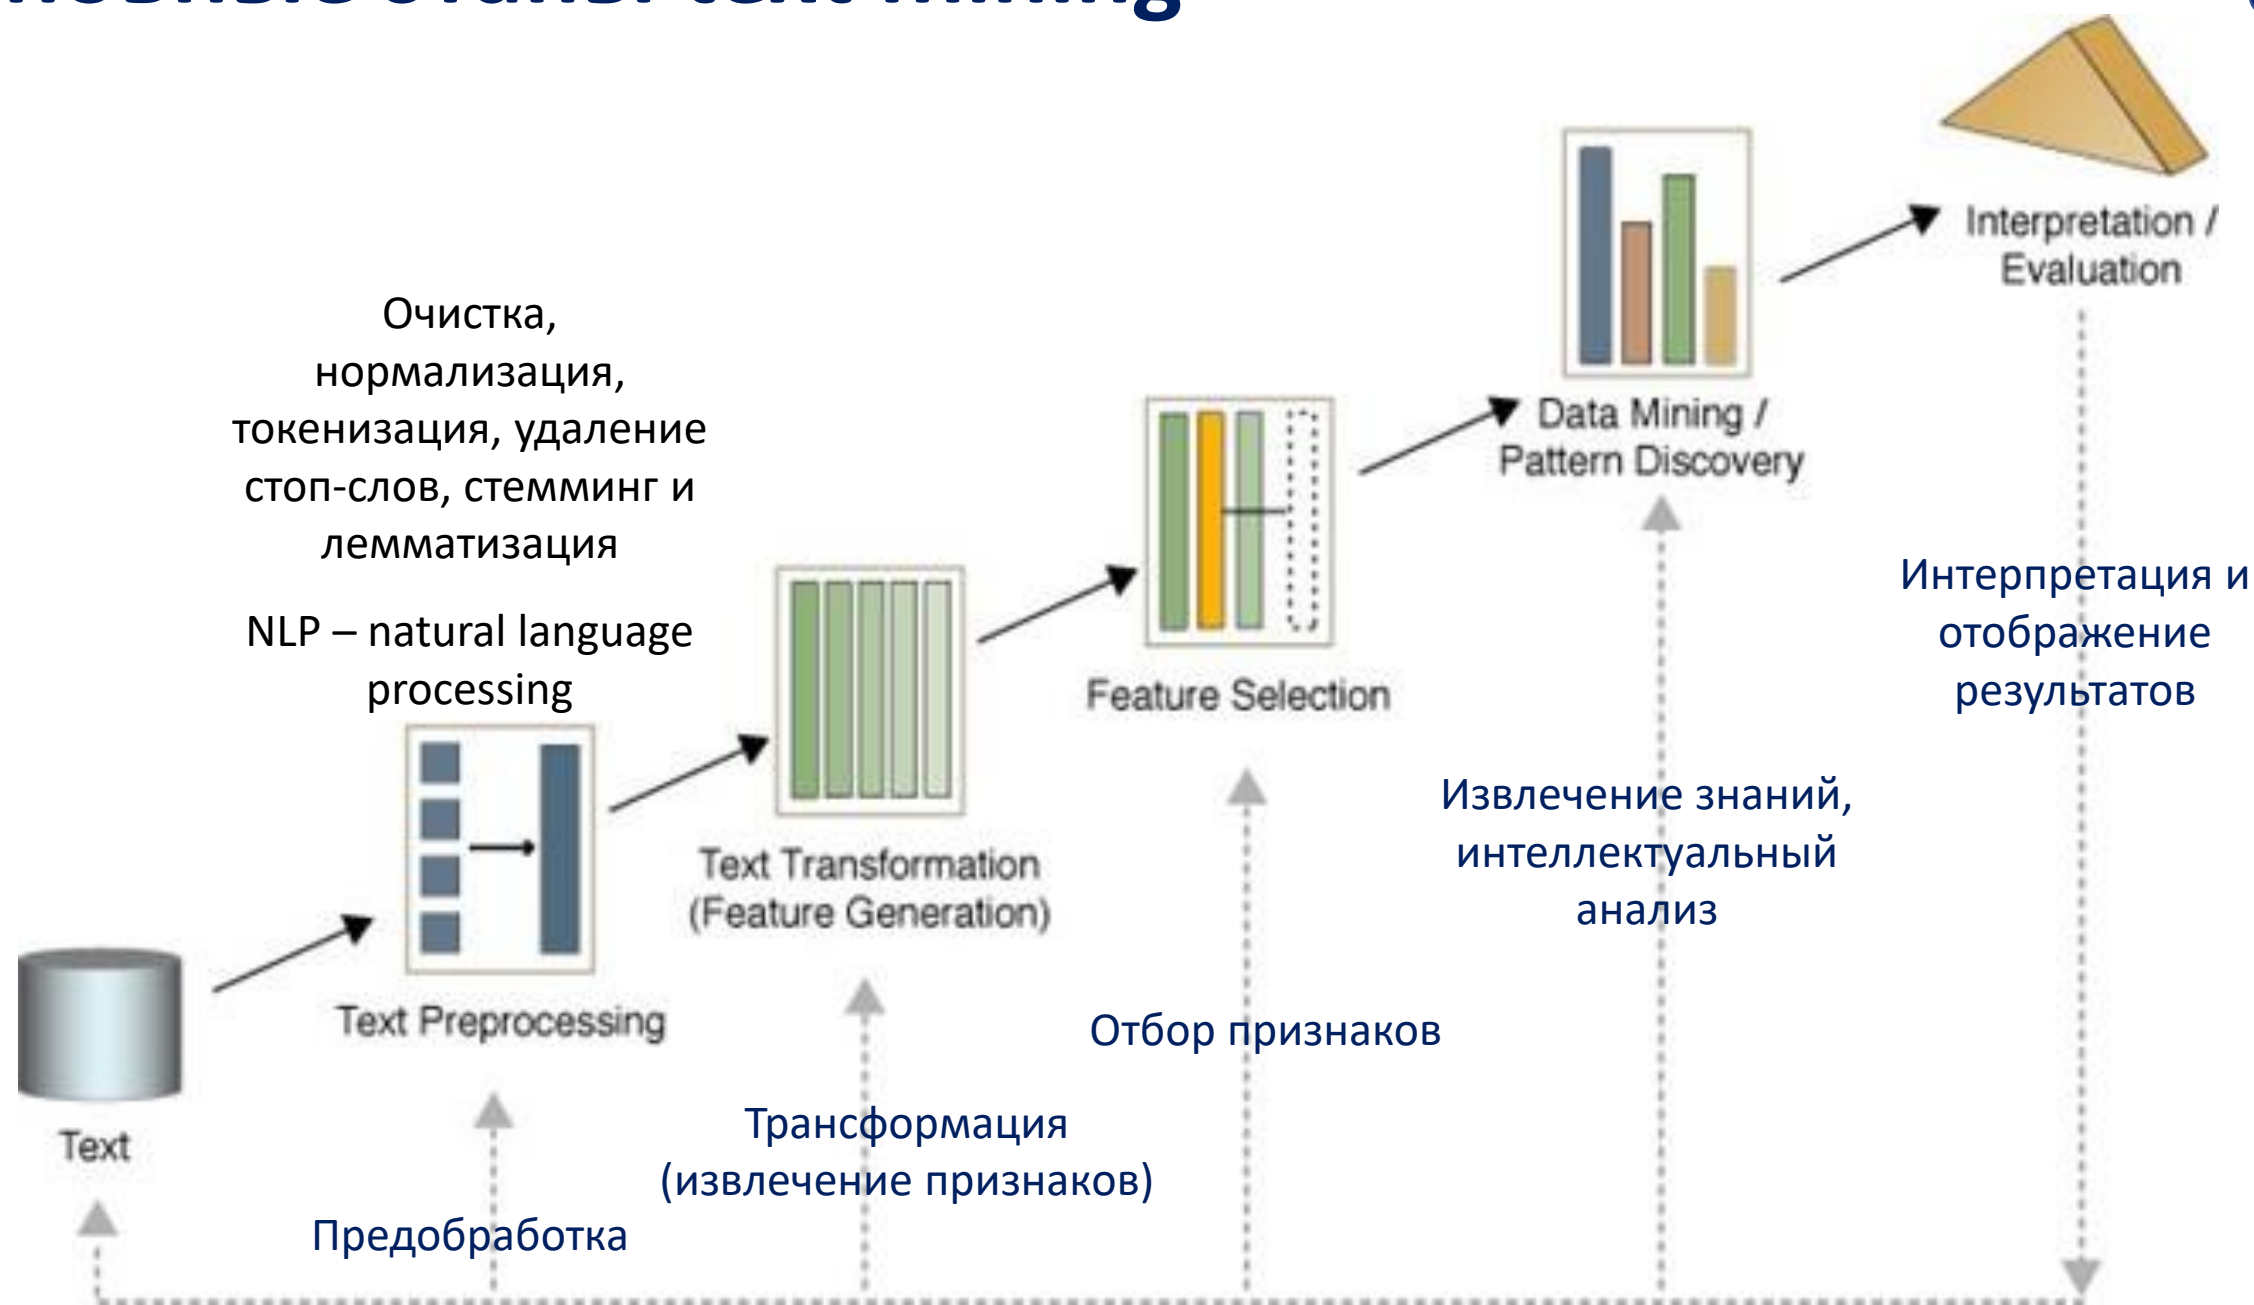 text mining
Interpretation /
Evaluation
Очистка,
нормализация,
токенизация, удаление
стоп-слов, стемминг и
лемматизация
NLP – natural language
processing
Data Mining /
Pattern Discovery
Интерпретация и
отображение
результатов
Feature Selection
Извлечение знаний,
интеллектуальный
анализ
Text Transformation
(Feature Generation)
Text Preprocessing
Отбор признаков
Text
Трансформация
(извлечение признаков)
Предобработка